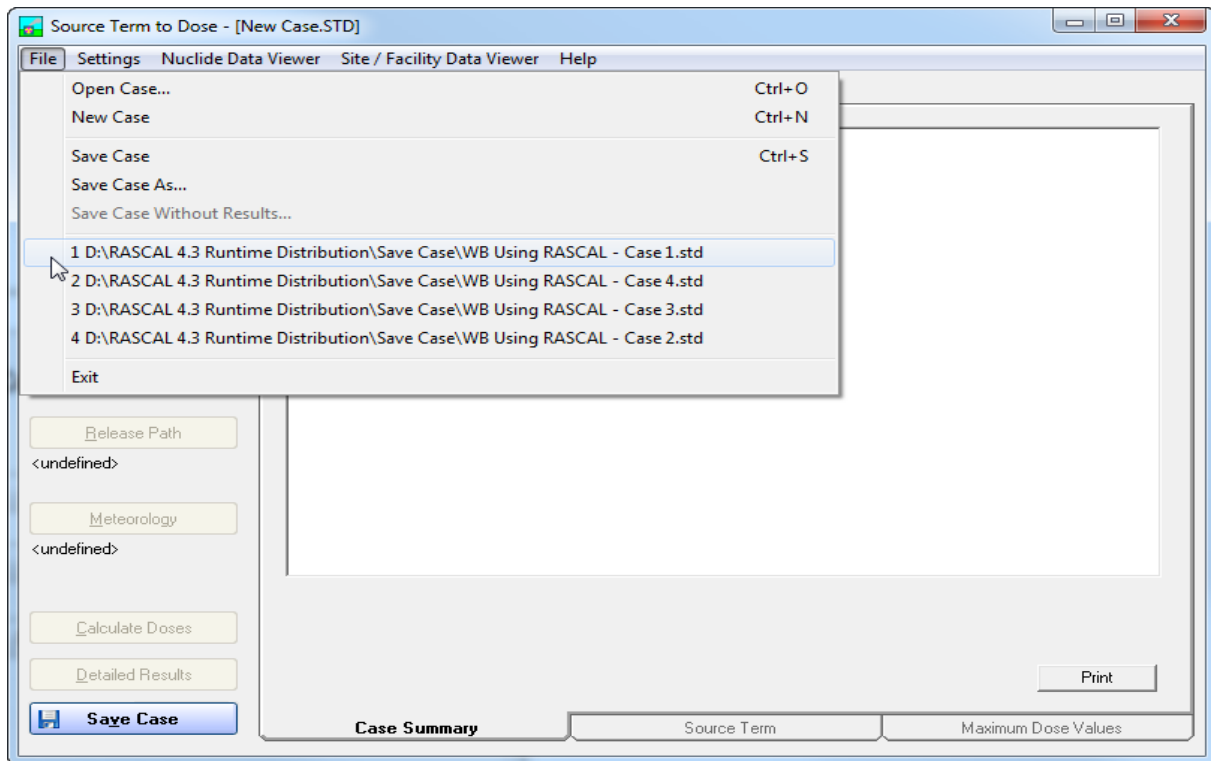 Source Term to Dose - [New Case.STD]
File Settings Nuclide Data Viewer Site / Facility Data Viewer Help
Open Case... Ctrl+O
New Case Ctrl+N
Save Case Ctrl+S
Save Case As...
Save Case Without Results...
1 D:\RASCAL 4.3 Runtime Distribution\Save Case\WB Using RASCAL - Case 1.std
2 D:\RASCAL 4.3 Runtime Distribution\Save Case\WB Using RASCAL - Case 4.std
3 D:\RASCAL 4.3 Runtime Distribution\Save Case\WB Using RASCAL - Case 3.std
4 D:\RASCAL 4.3 Runtime Distribution\Save Case\WB Using RASCAL - Case 2.std
Exit
Release Path
<undefined>
Meteorology
<undefined>
Calculate Doses
Detailed Results
Print
Save Case
Case Summary Source Term Maximum Dose Values